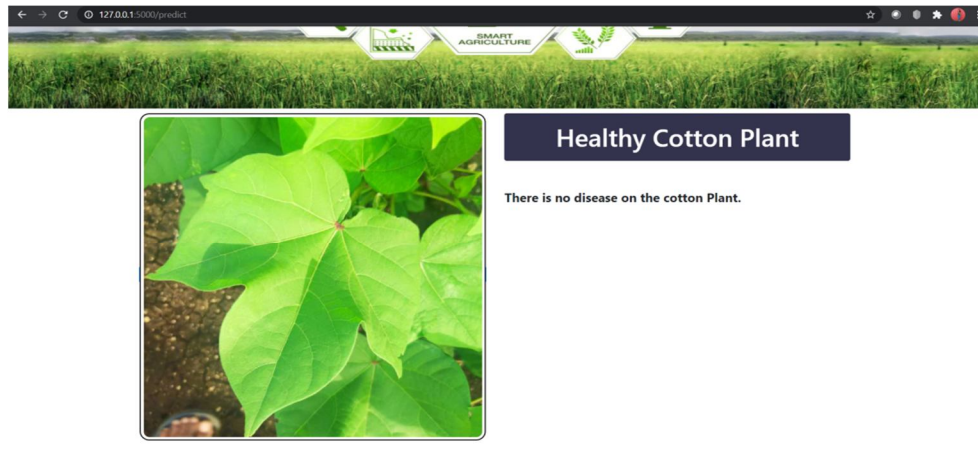 127.0.0.1:5000/predict
SMART
AGRICULTURE
Healthy Cotton Plant
There is no disease on the cotton Plant.